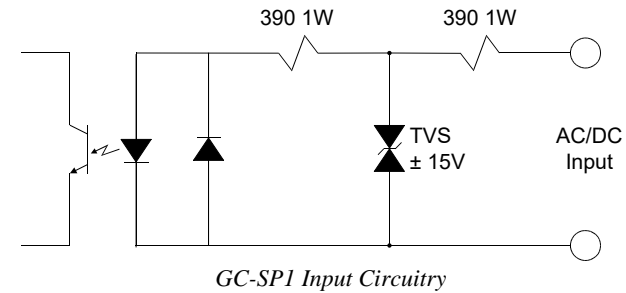 390 1W
390 1W
TVS
± 15V
AC/DC
Input
GC-SP1 Input Circuitry